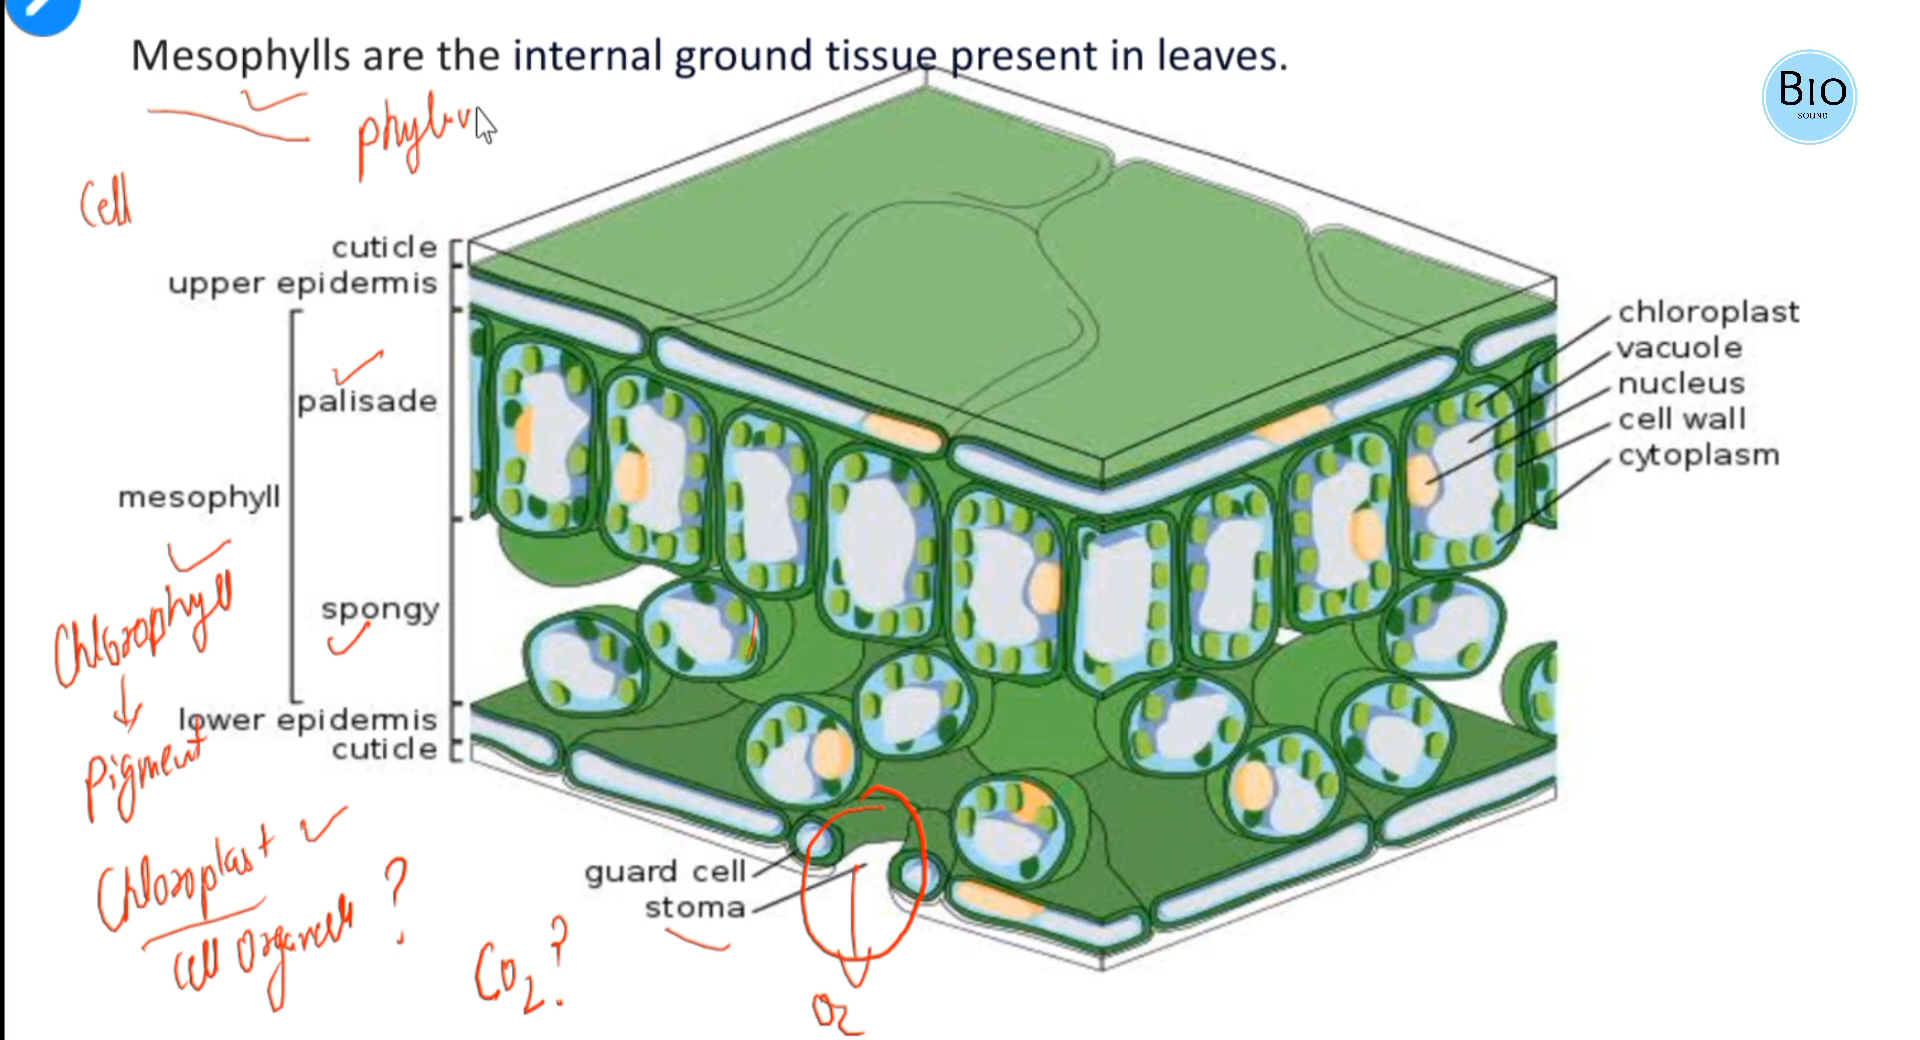 Mesophylls are the internal ground tissue present in leaves.
BIO
SOUND
Cell
cuticle
upper epidermis
palisade
mesophyll
spongy
lower epidermis
cuticle
chloroplast
vacuole
nucleus
cell wall
cytoplasm
Chlorophyll
Pigment
Chloroplast
Cell Organelle ?
guard cell
stoma
CO2?
O2